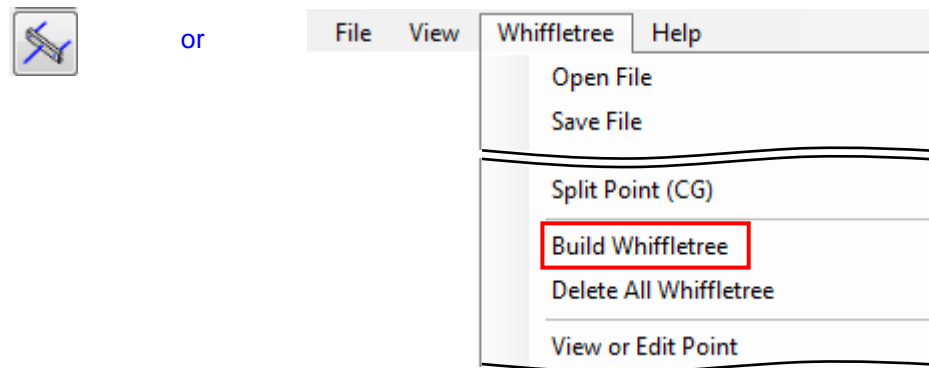 or
File View Whiffletree Help
Open File
Save File
Split Point (CG)
Build Whiffletree
Delete All Whiffletree
View or Edit Point